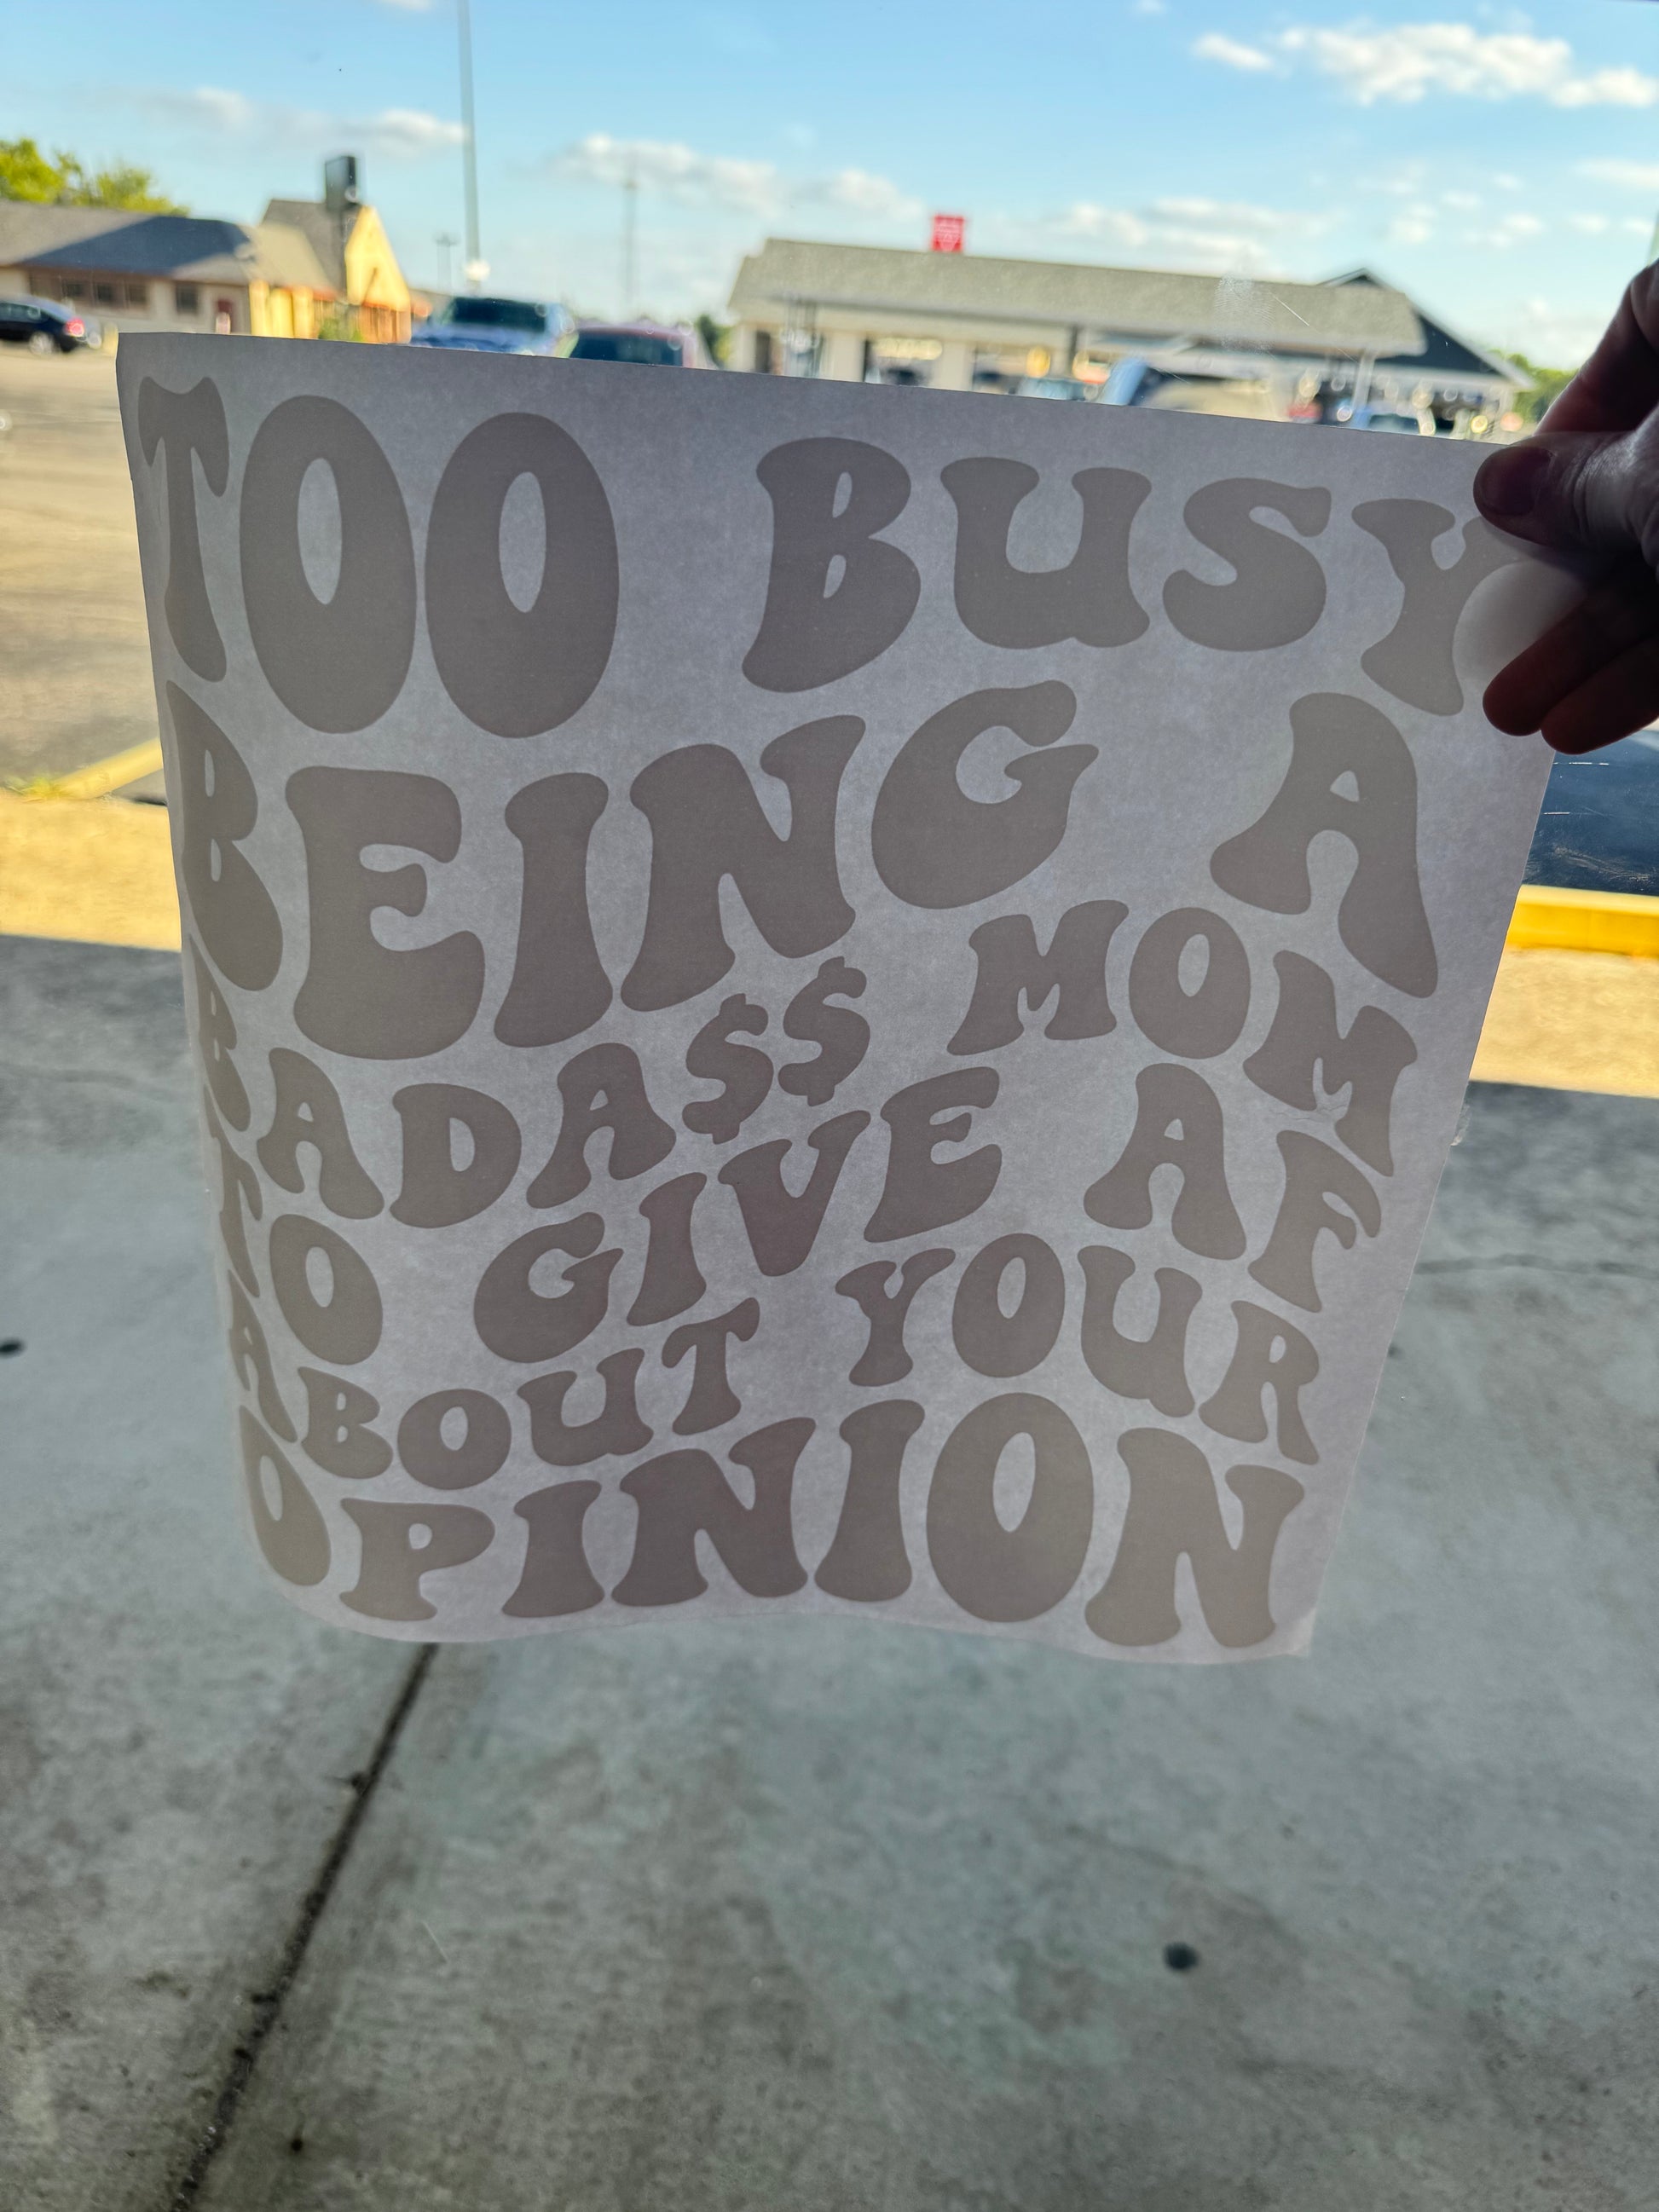 TOO BUSY
BEING A
BADA$$ MOM
TO GIVE AF
ABOUT YOUR
OPINION